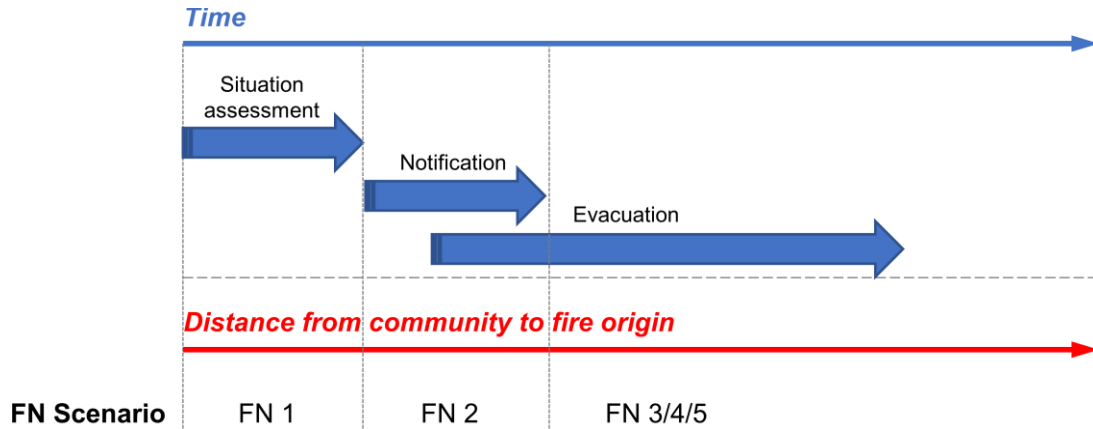 Time
Situation
assessment
Notification
Evacuation
Distance from community to fire origin
FN Scenario FN 1 FN 2 FN 3/4/5